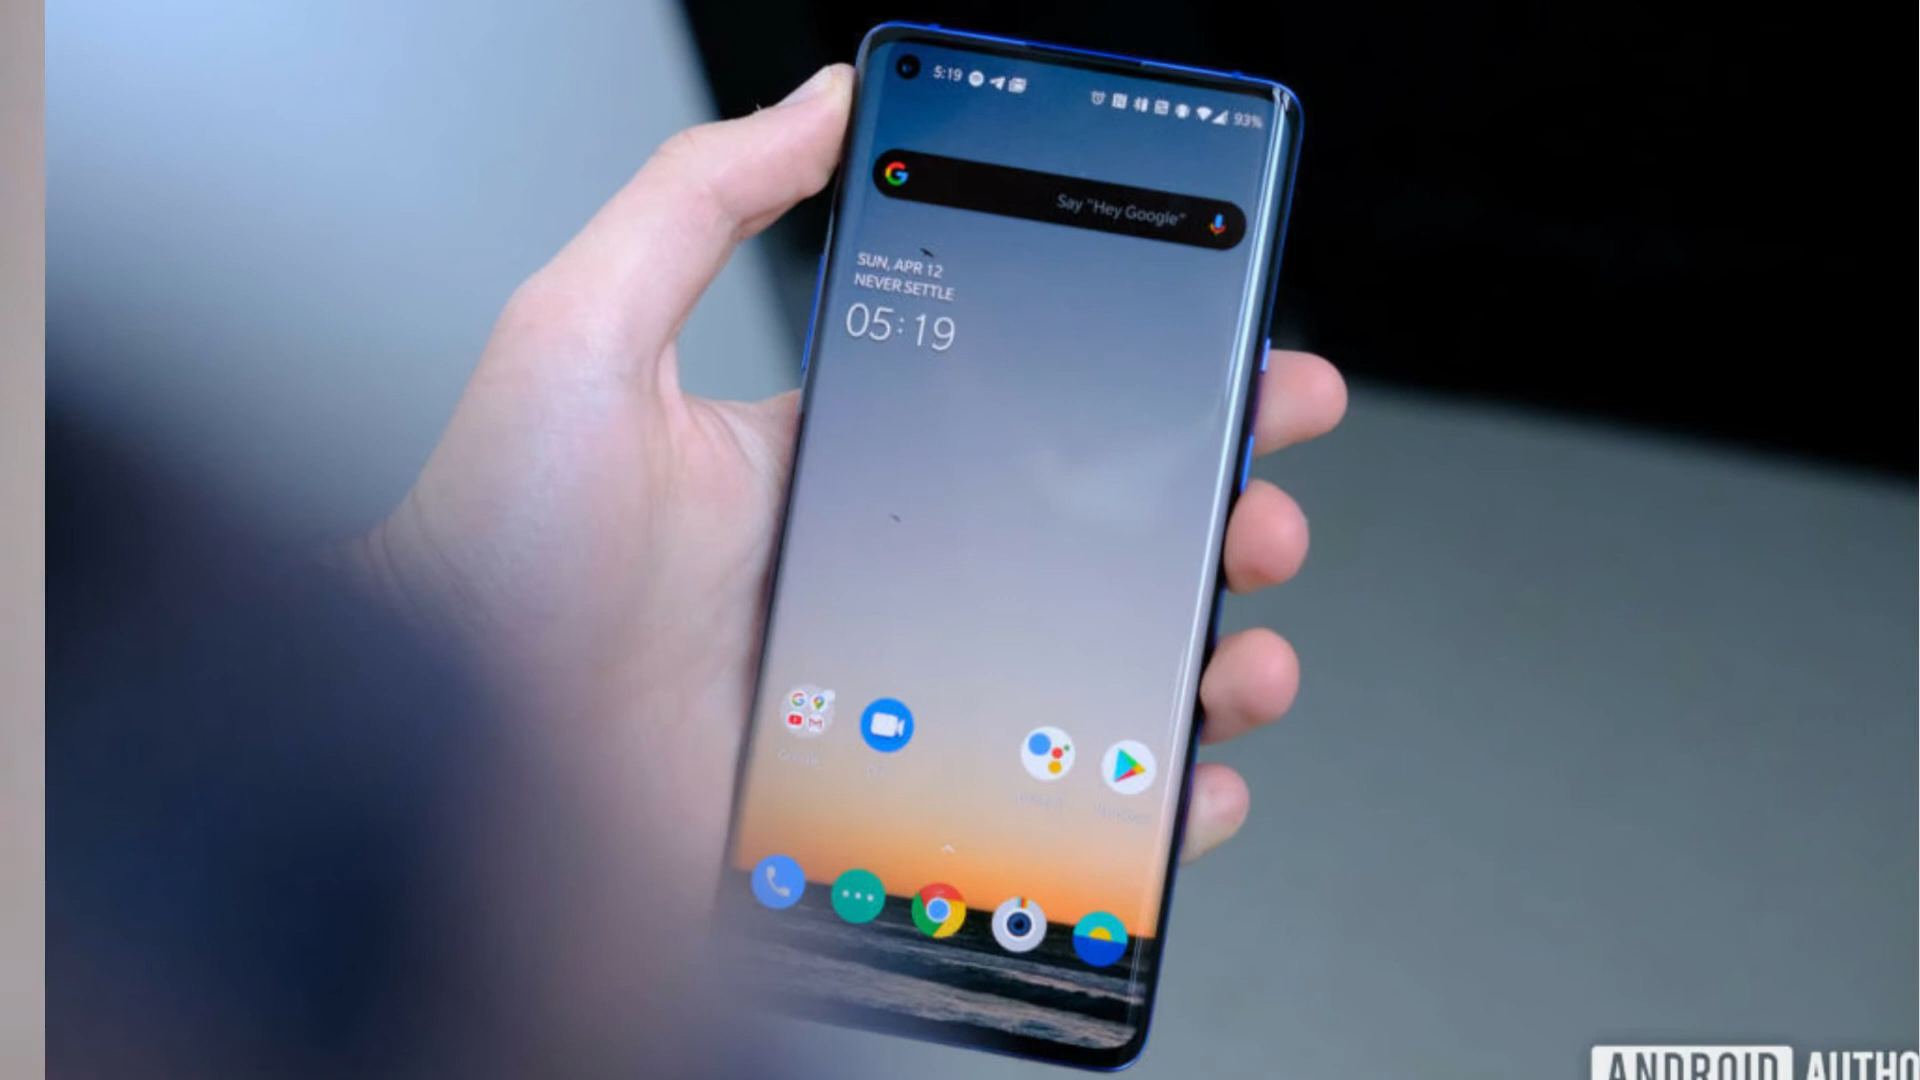 5:19
93%
Say "Hey Google"
SUN, APR 12
NEVER SETTLE
05:19
ANDROID AUTHO